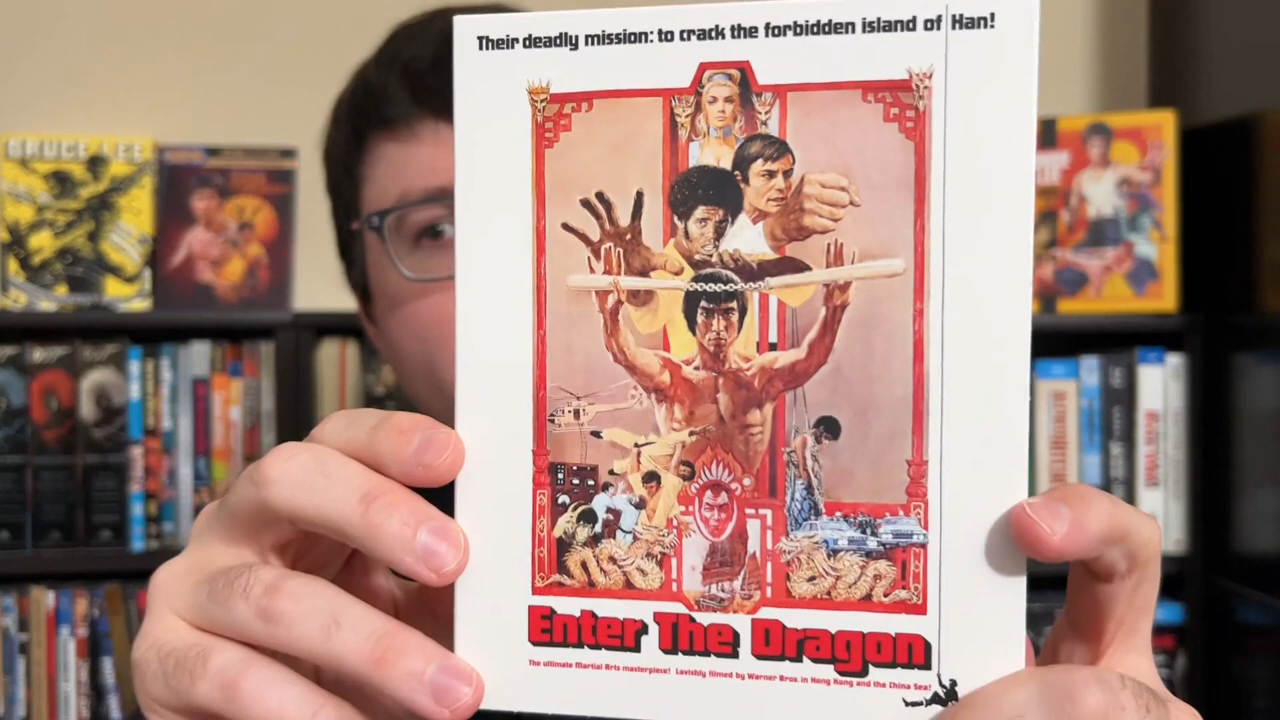 Their deadly mission: to crack the forbidden island of Han!
BRUCE LEE
Enter The Dragon
The ultimate Martial Arts masterpiece! Lavishly filmed by Warner Bros. in Hong Kong and the China Sea!